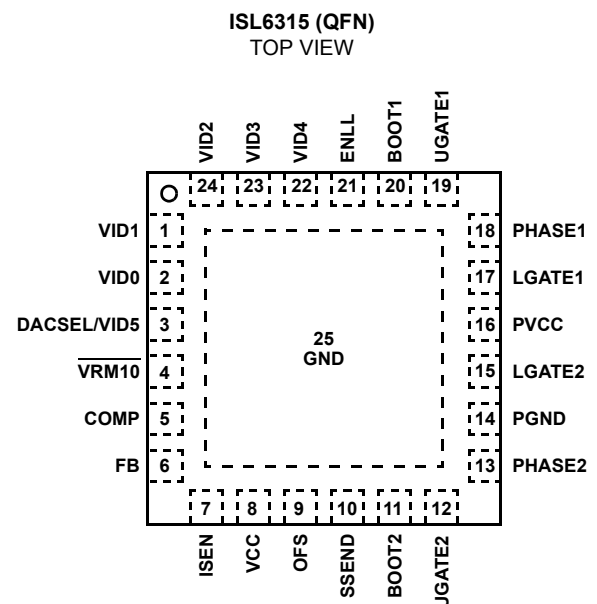 ISL6315 (QFN)
TOP VIEW
VID2
VID3
VID4
ENLL
BOOT1
UGATE1
24
23
22
21
20
19
VID1 1
18 PHASE1
VID0 2
17 LGATE1
DACSEL/VID5 3
16 PVCC
25
GND
VRM10 4
15 LGATE2
COMP 5
14 PGND
FB 6
13 PHASE2
7
8
9
10
11
12
ISEN
VCC
OFS
SSEND
BOOT2
UGATE2